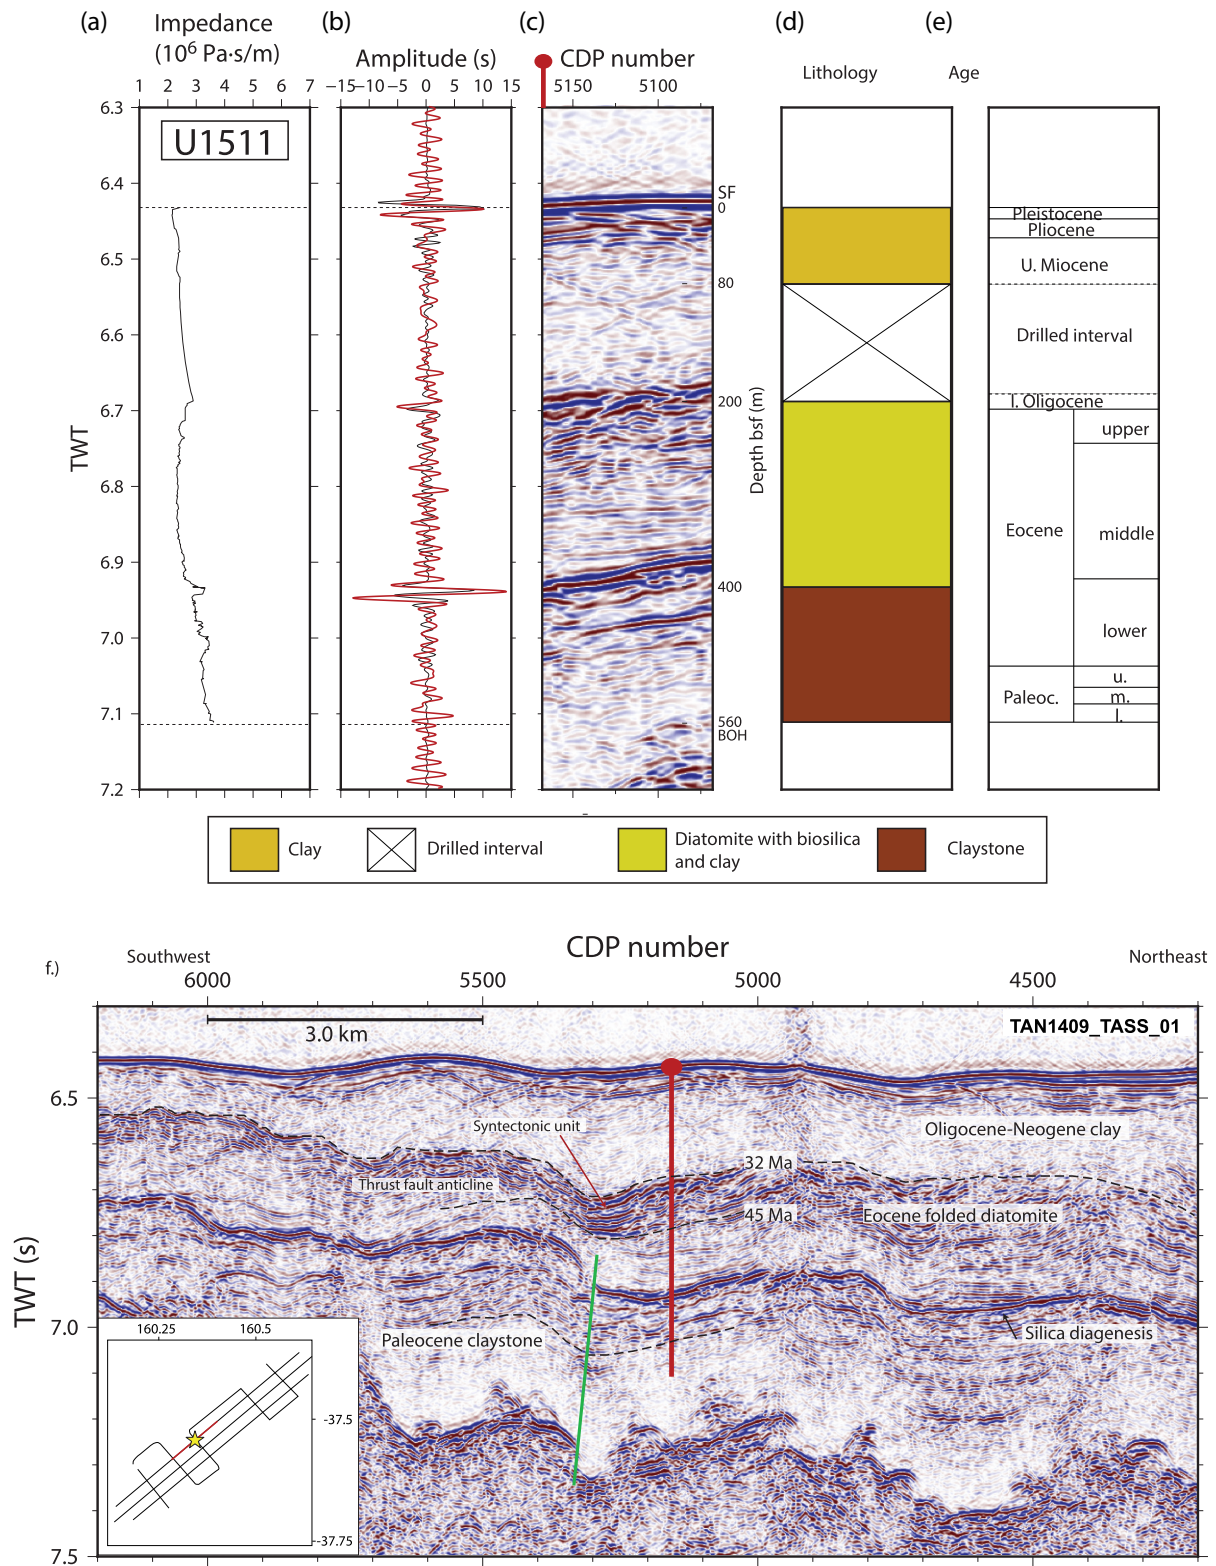 (a)
Impedance
(10⁶ Pa·s/m)
1 2 3 4 5 6 7
(b)
Amplitude (s)
−15−10−5 0 5 10 15
(c)
CDP number
5150 5100
(d)
Lithology
(e)
Age
U1511
TWT
6.3
6.4
6.5
6.6
6.7
6.8
6.9
7.0
7.1
7.2
SF
0
80
200
400
560
BOH
Depth bsf (m)
Pleistocene
Pliocene
U. Miocene
Drilled interval
l. Oligocene
Eocene
upper
middle
lower
Paleoc.
u.
m.
l.
Clay
Drilled interval
Diatomite with biosilica
and clay
Claystone
f.)
Southwest
CDP number
Northeast
6000 5500 5000 4500
3.0 km
TAN1409_TASS_01
TWT (s)
6.5
7.0
7.5
Syntectonic unit
Oligocene-Neogene clay
32 Ma
Thrust fault anticline
45 Ma
Eocene folded diatomite
Paleocene claystone
Silica diagenesis
160.25 160.5
-37.5
-37.75